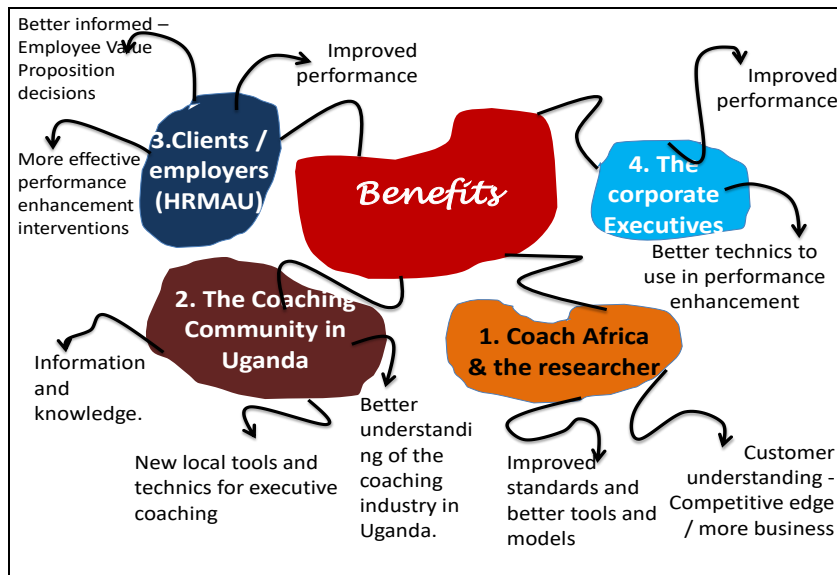 Better informed –
Employee Value
Proposition
decisions
Improved
performance
Improved
performance
3.Clients /
employers
(HRMAU)
Benefits
4. The
corporate
Executives
More effective
performance
enhancement
interventions
Better technics to
use in performance
enhancement
2. The Coaching
Community in
Uganda
1. Coach Africa
& the researcher
Information
and
knowledge.
Better
understandi
ng of the
coaching
industry in
Uganda.
New local tools and
technics for executive
coaching
Improved
standards and
better tools and
models
Customer
understanding -
Competitive edge
/ more business